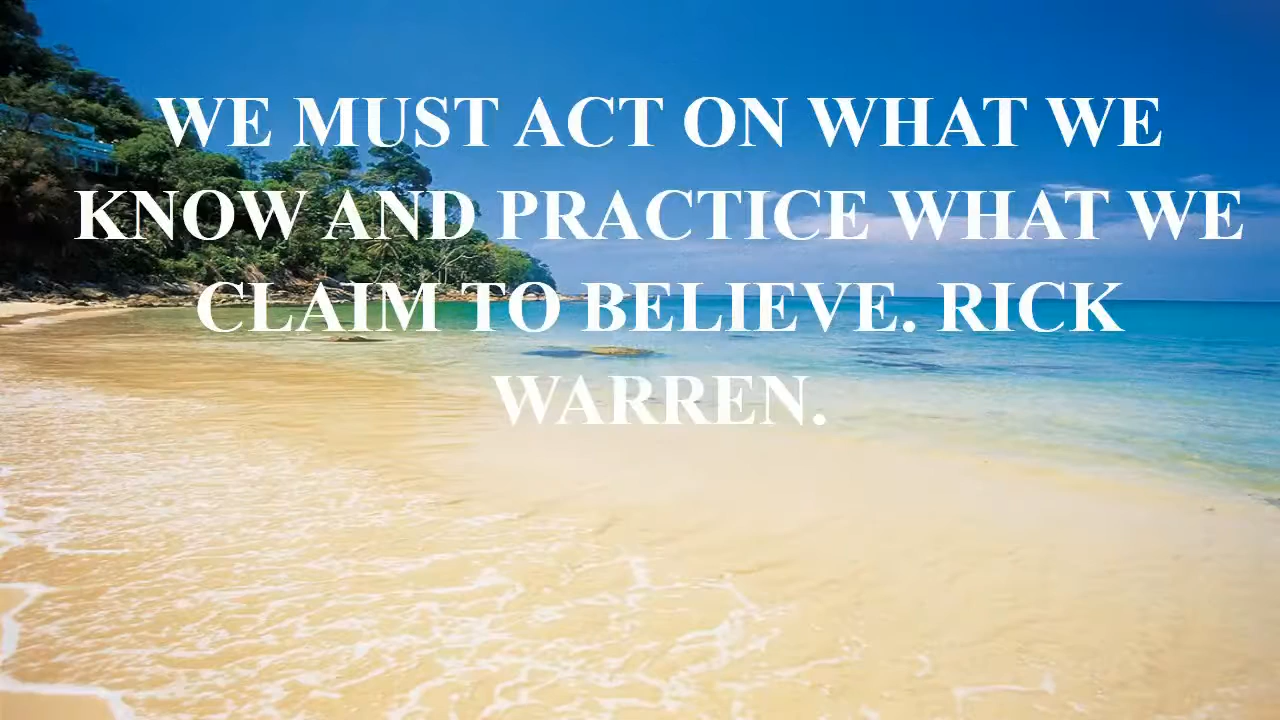 WE MUST ACT ON WHAT WE
KNOW AND PRACTICE WHAT WE
CLAIM TO BELIEVE. RICK
WARREN.